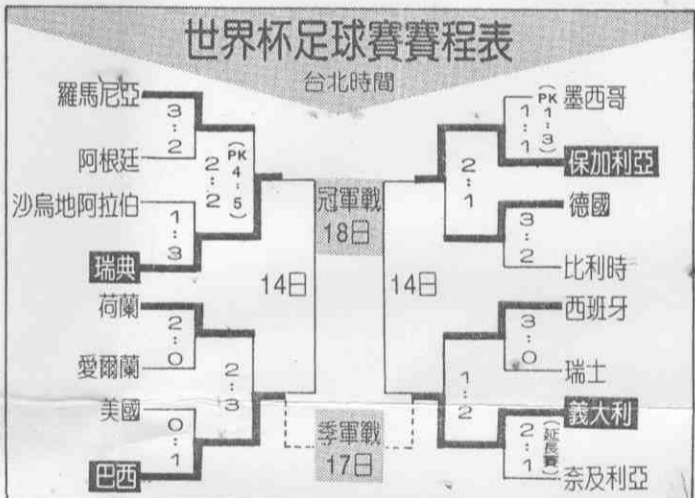 世界杯足球賽賽程表
台北時間
羅馬尼亞
3:2
阿根廷
2:2
(PK4:5)
沙烏地阿拉伯
1:3
瑞典
14日
荷蘭
2:0
愛爾蘭
2:3
美國
0:1
巴西
冠軍戰
18日
季軍戰
17日
墨西哥
1:1
(PK1:3)
保加利亞
2:1
德國
3:2
比利時
14日
西班牙
3:0
瑞士
1:2
義大利
2:1
(延長賽)
奈及利亞